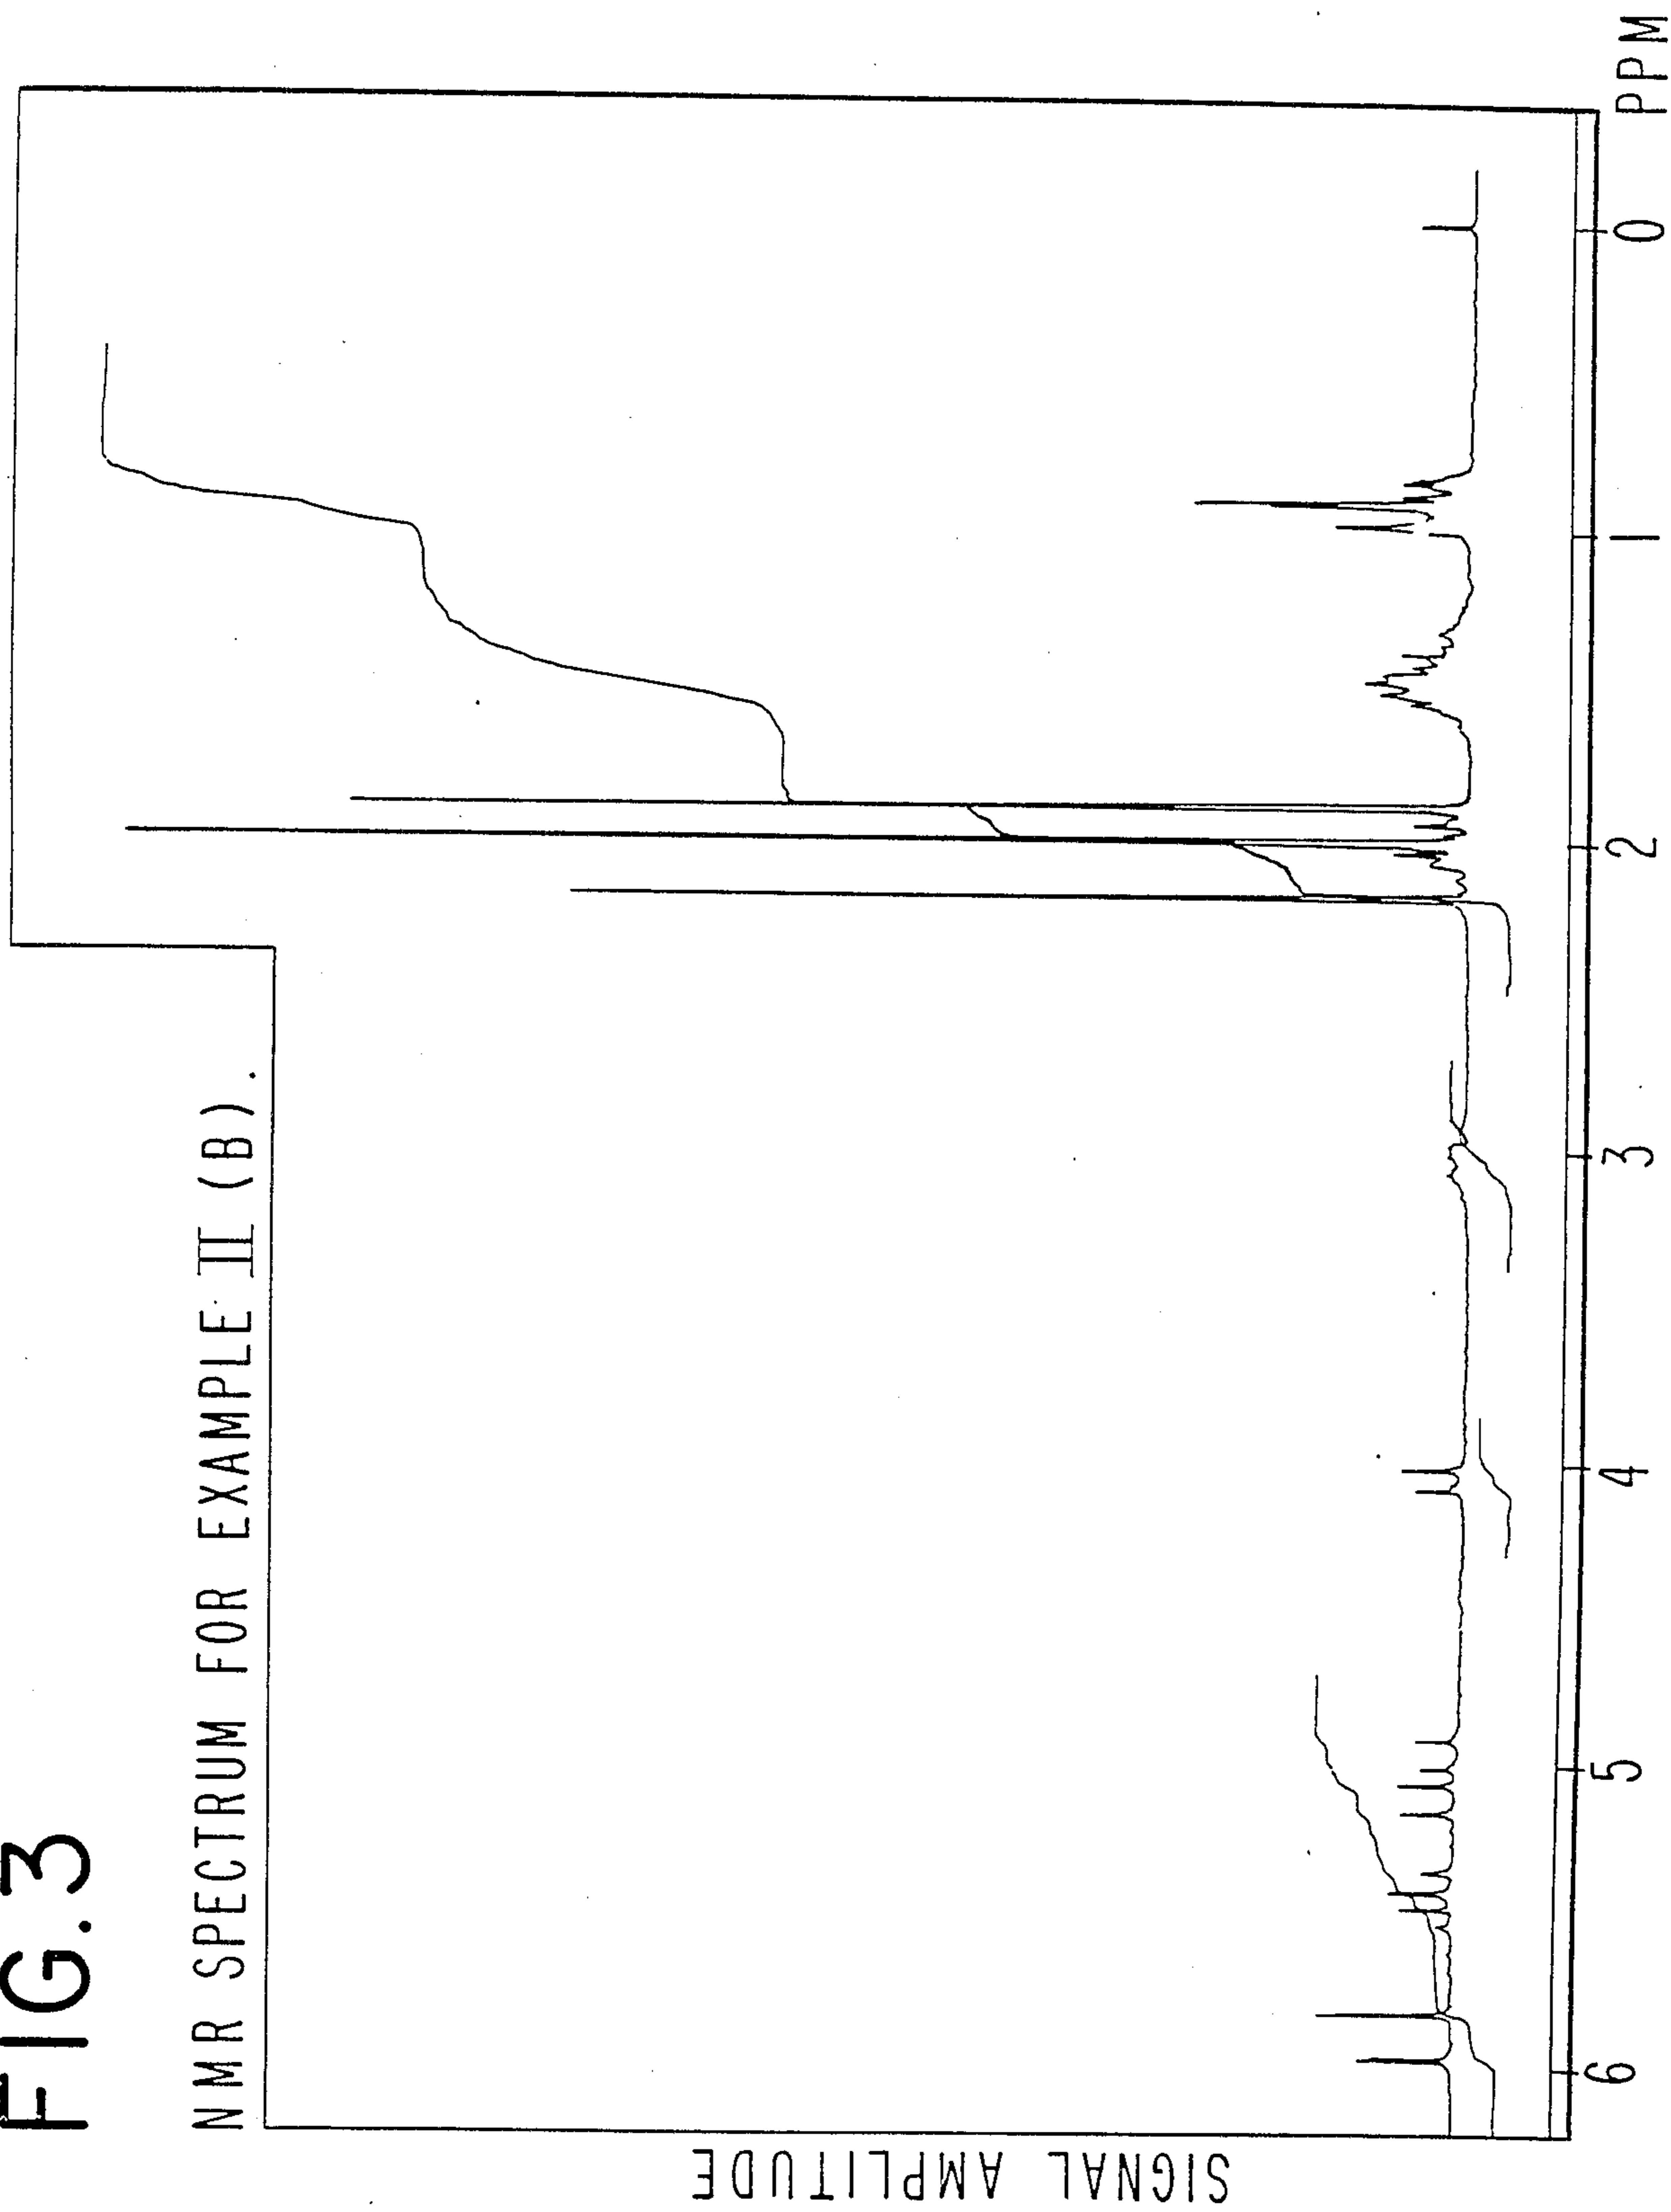 FIG.3
NMR SPECTRUM FOR EXAMPLE II (B).
SIGNAL AMPLITUDE
6 5 4 3 2 1 0 PPM